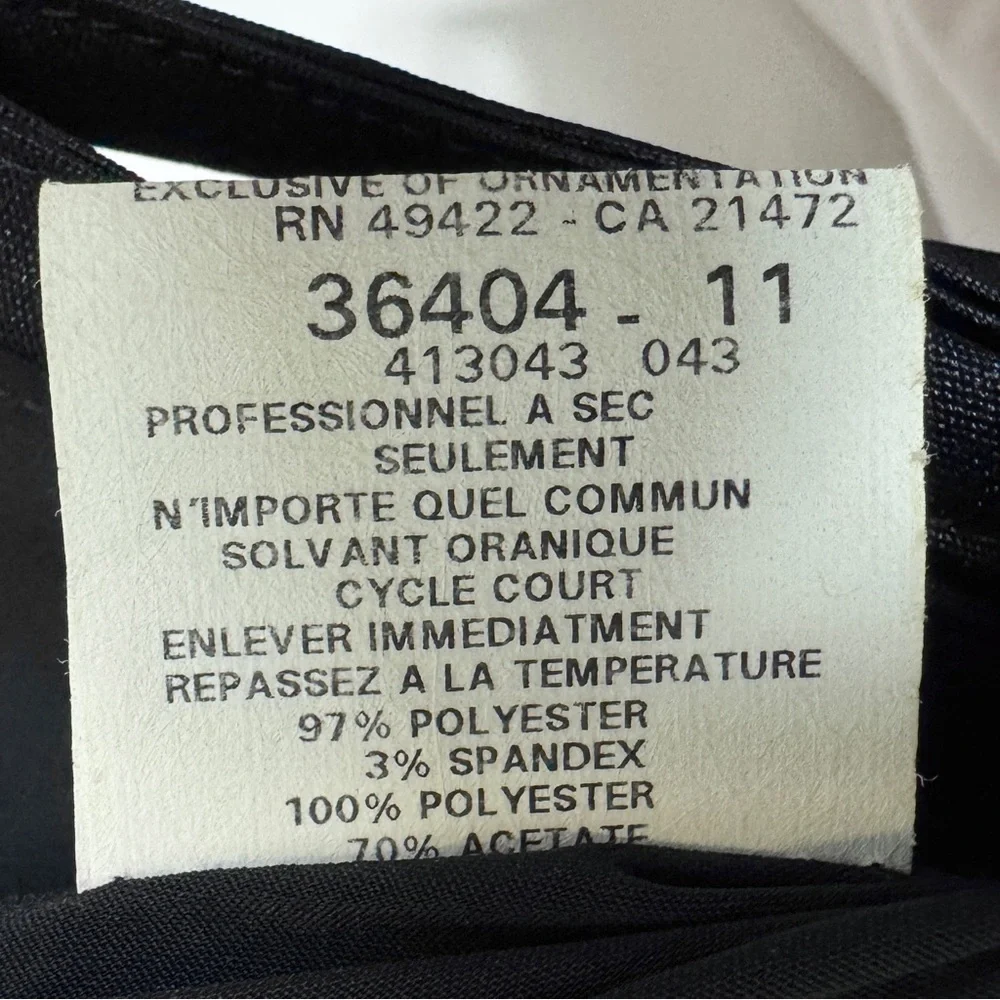 EXCLUSIVE OF ORNAMENTATION
RN 49422 - CA 21472
36404 - 11
413043 043
PROFESSIONNEL A SEC
SEULEMENT
N'IMPORTE QUEL COMMUN
SOLVANT ORANIQUE
CYCLE COURT
ENLEVER IMMEDIATMENT
REPASSEZ A LA TEMPERATURE
97% POLYESTER
3% SPANDEX
100% POLYESTER
70% ACETATE